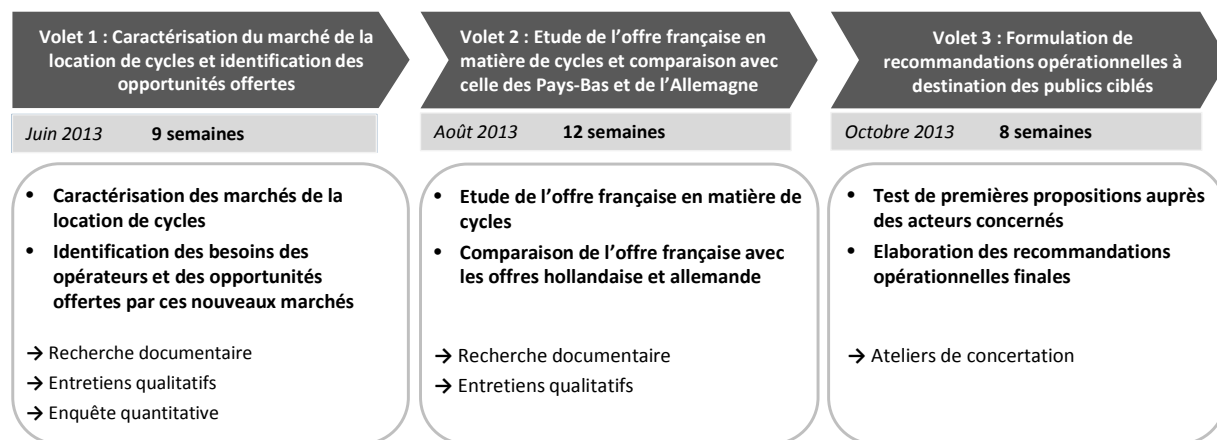 Volet 1 : Caractérisation du marché de la
location de cycles et identification des
opportunités offertes
Juin 2013 9 semaines
• Caractérisation des marchés de la
location de cycles
• Identification des besoins des
opérateurs et des opportunités
offertes par ces nouveaux marchés
→ Recherche documentaire
→ Entretiens qualitatifs
→ Enquête quantitative
Volet 2 : Etude de l'offre française en
matière de cycles et comparaison avec
celle des Pays-Bas et de l'Allemagne
Août 2013 12 semaines
• Etude de l'offre française en matière de
cycles
• Comparaison de l'offre française avec
les offres hollandaise et allemande
→ Recherche documentaire
→ Entretiens qualitatifs
Volet 3 : Formulation de
recommandations opérationnelles à
destination des publics ciblés
Octobre 2013 8 semaines
• Test de premières propositions auprès
des acteurs concernés
• Elaboration des recommandations
opérationnelles finales
→ Ateliers de concertation